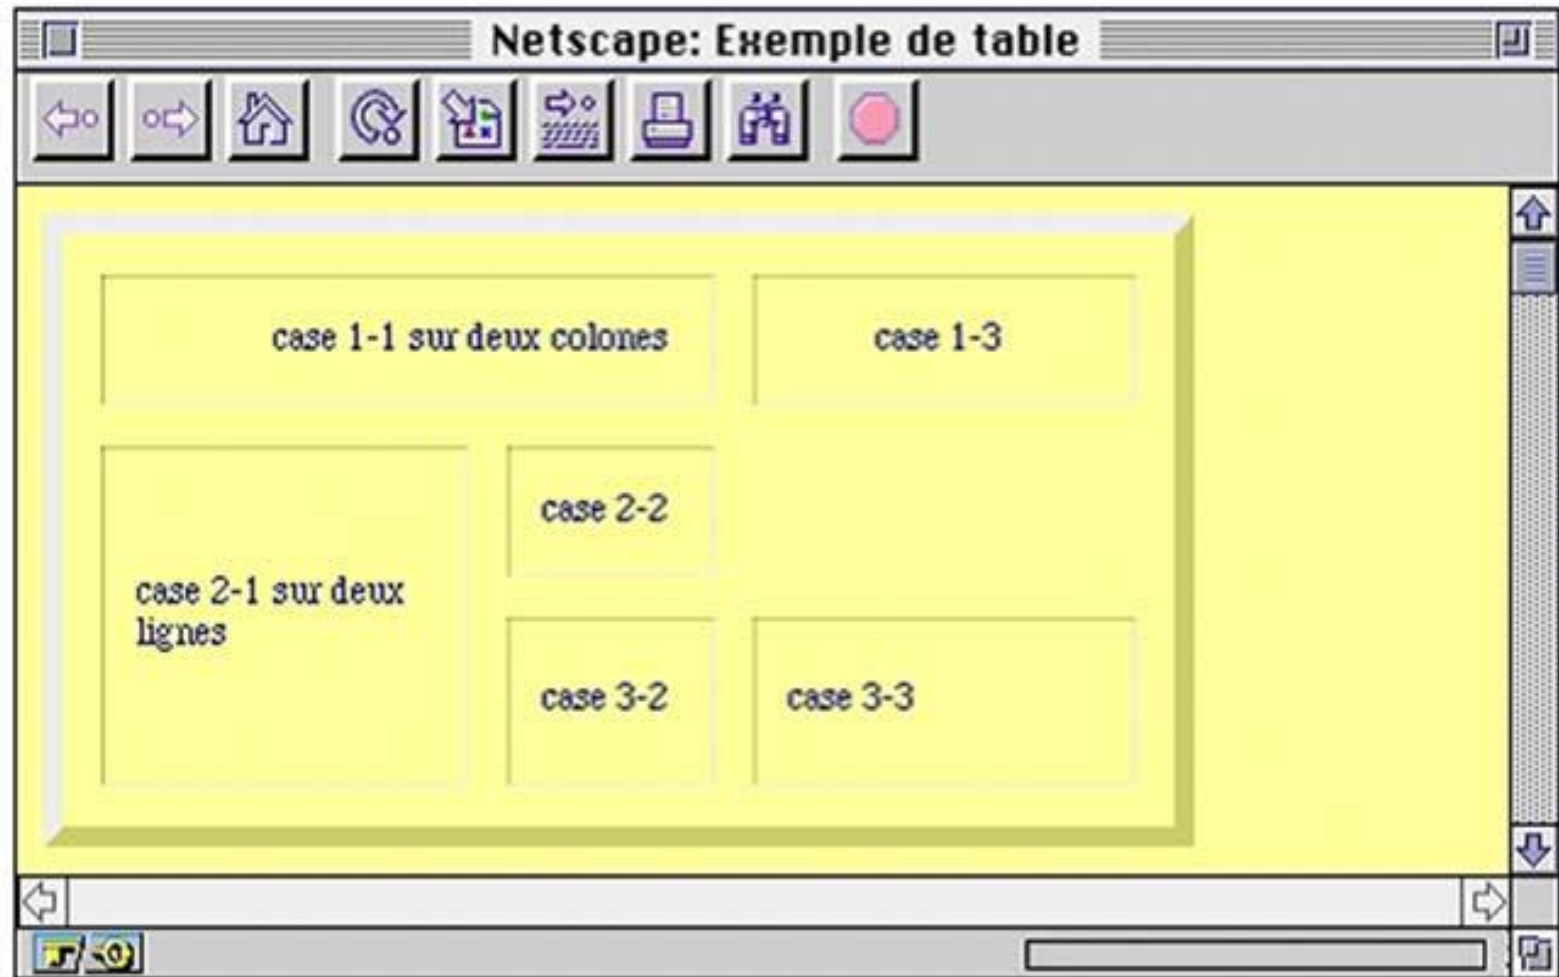 Netscape: Exemple de table
case 1-1 sur deux colones
case 1-3
case 2-2
case 2-1 sur deux
lignes
case 3-2
case 3-3